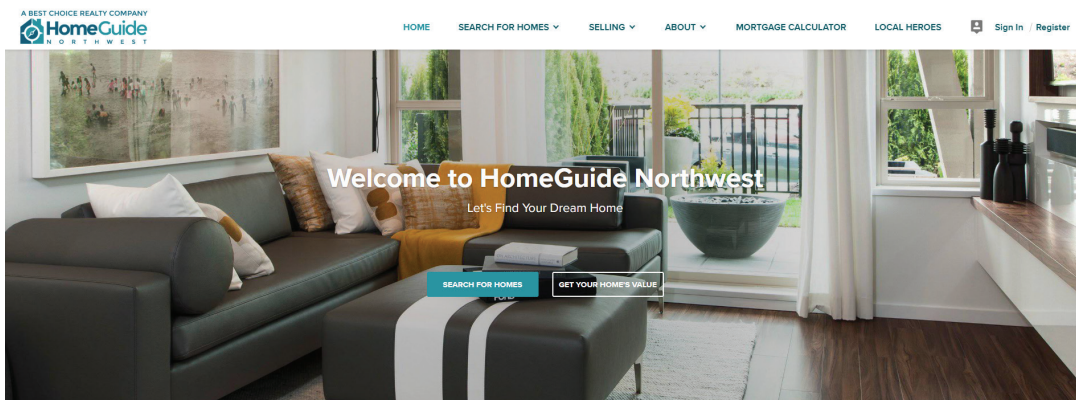 A BEST CHOICE REALTY COMPANY
HomeGuide
NORTHWEST
HOME SEARCH FOR HOMES SELLING ABOUT MORTGAGE CALCULATOR LOCAL HEROES Sign In / Register
Welcome to HomeGuide Northwest
Let's Find Your Dream Home
SEARCH FOR HOMES GET YOUR HOME'S VALUE